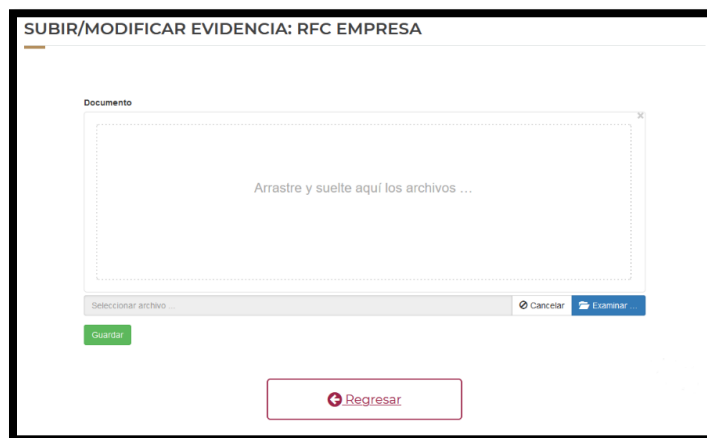 SUBIR/MODIFICAR EVIDENCIA: RFC EMPRESA
Documento
×
Arrastre y suelte aquí los archivos …
Seleccionar archivo ...
Cancelar
Examinar ...
Guardar
Regresar